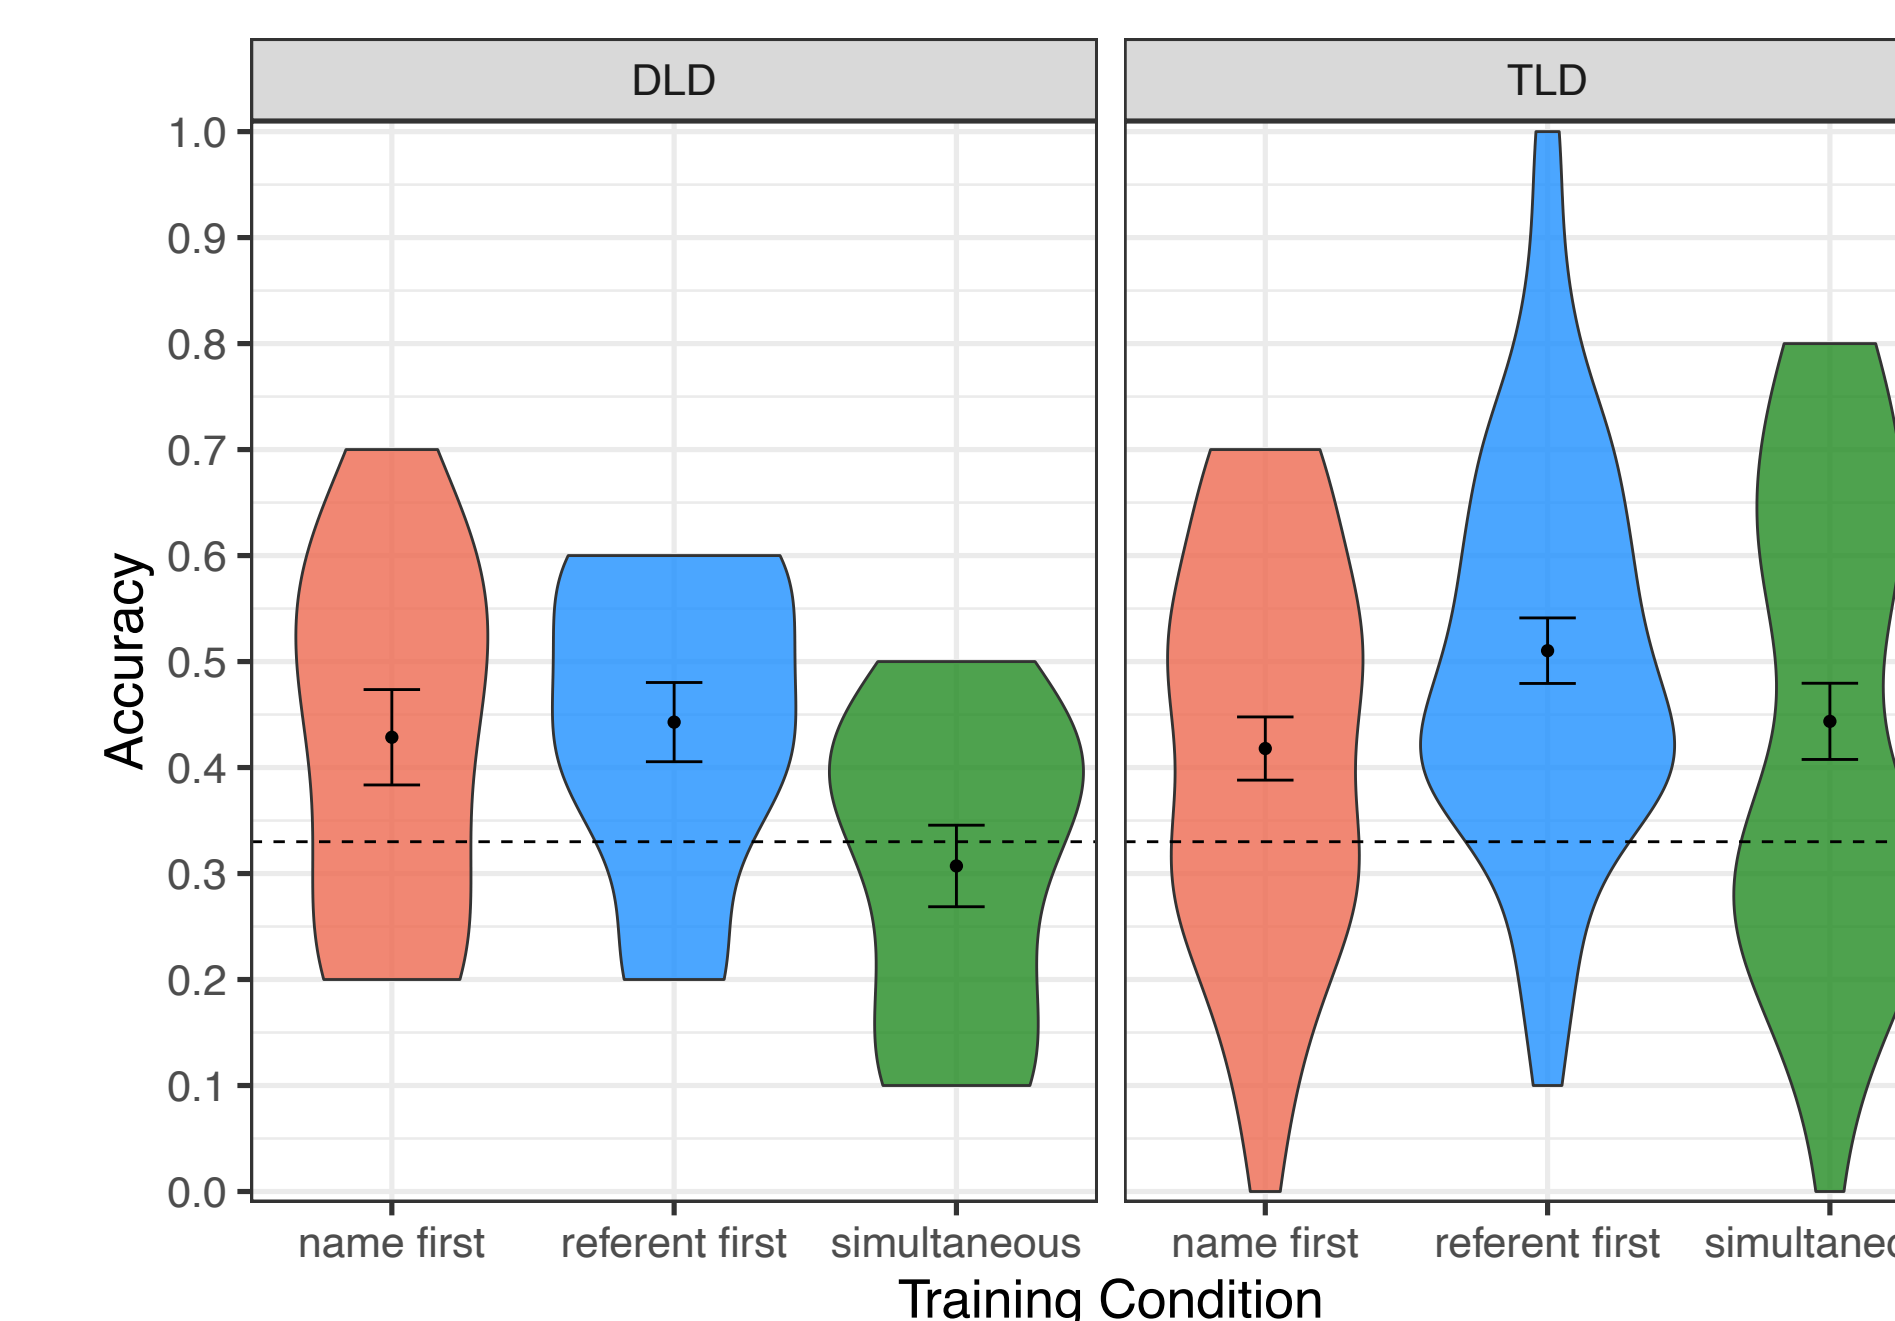 DLD
TLD
1.0
0.9
0.8
0.7
0.6
0.5
0.4
0.3
0.2
0.1
0.0
Accuracy
name first referent first simultaneous name first referent first
Training Condition